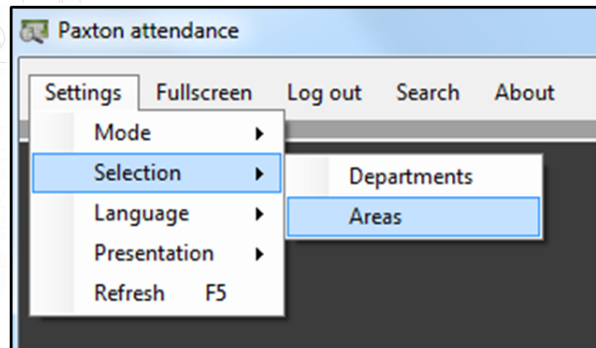 Paxton attendance
Settings Fullscreen Log out Search About
Mode
Selection
Departments
Language
Areas
Presentation
Refresh F5